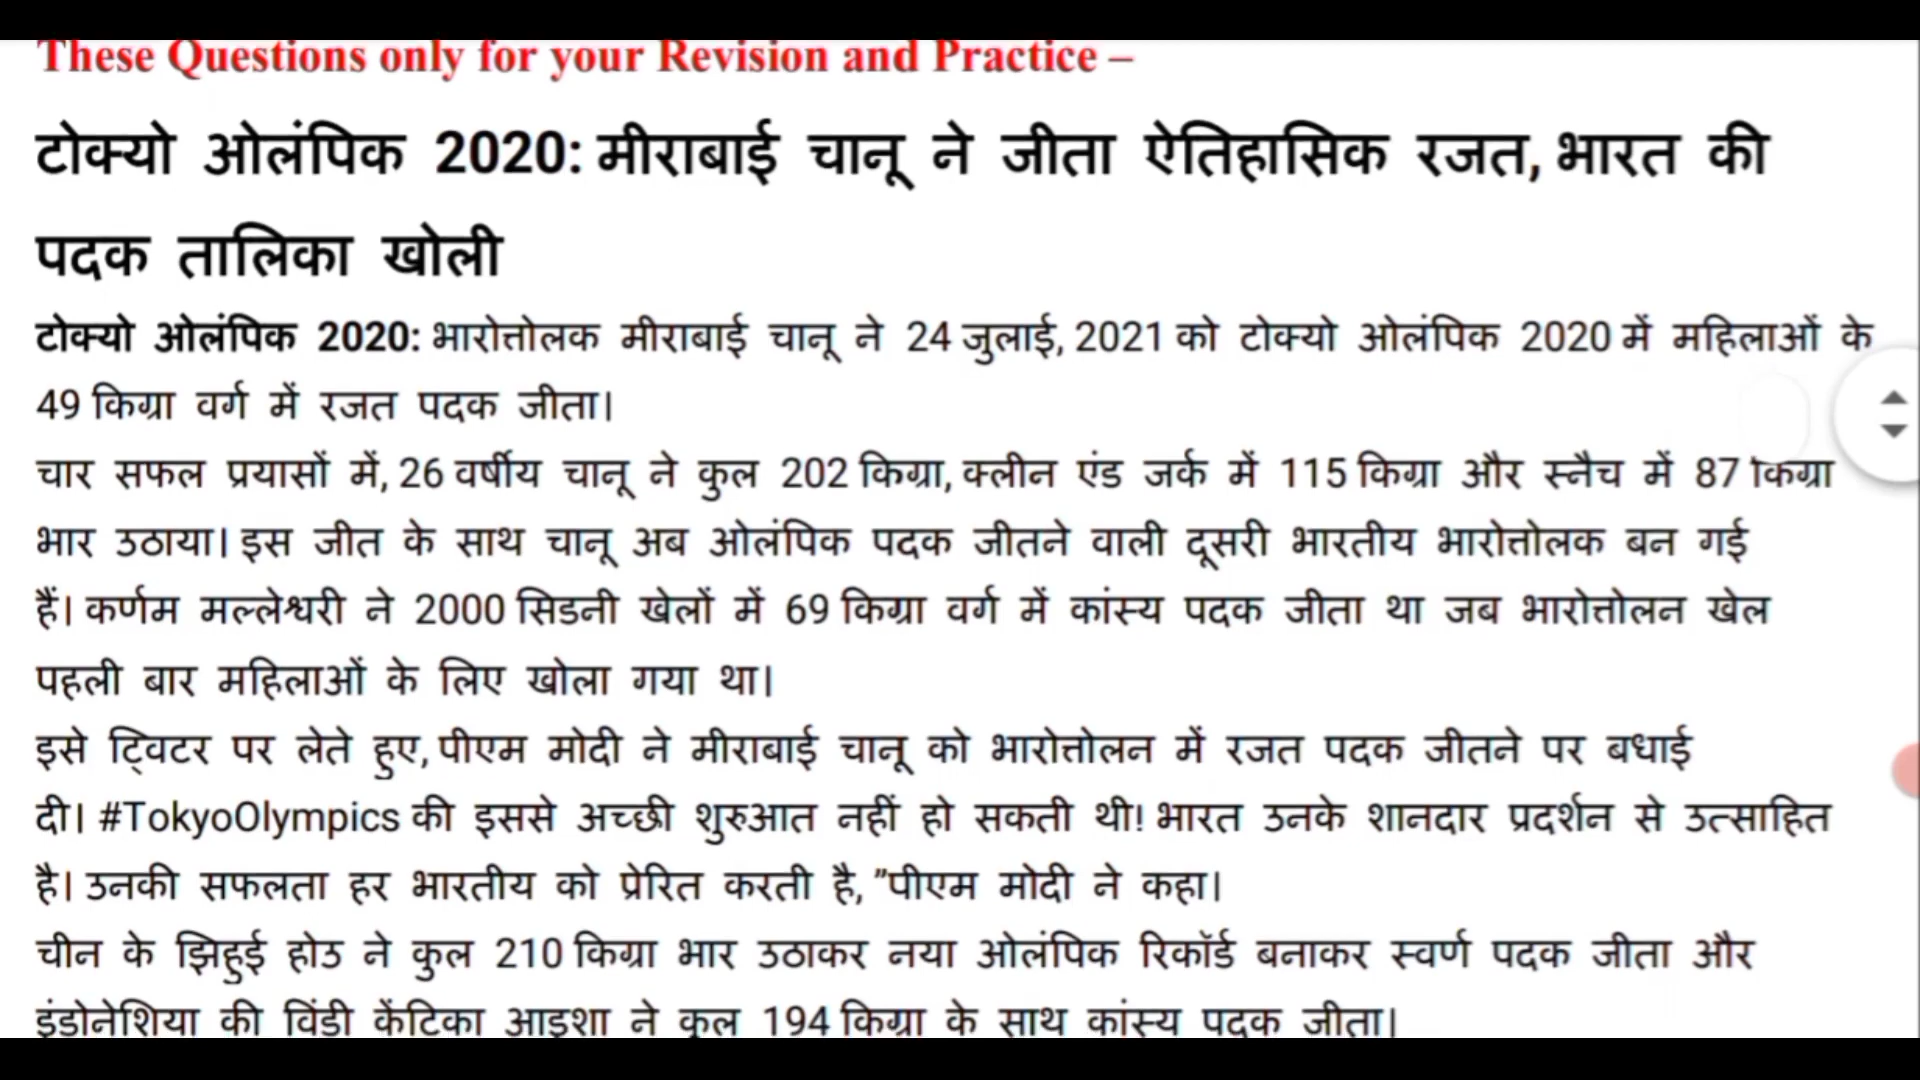 These Questions only for your Revision and Practice –
टोक्यो ओलंपिक 2020: मीराबाई चानू ने जीता ऐतिहासिक रजत, भारत की
पदक तालिका खोली
टोक्यो ओलंपिक 2020: भारोत्तोलक मीराबाई चानू ने 24 जुलाई, 2021 को टोक्यो ओलंपिक 2020 में महिलाओं के
49 किग्रा वर्ग में रजत पदक जीता।
चार सफल प्रयासों में, 26 वर्षीय चानू ने कुल 202 किग्रा, क्लीन एंड जर्क में 115 किग्रा और स्नैच में 87 किग्रा
भार उठाया। इस जीत के साथ चानू अब ओलंपिक पदक जीतने वाली दूसरी भारतीय भारोत्तोलक बन गई
हैं। कर्णम मल्लेश्वरी ने 2000 सिडनी खेलों में 69 किग्रा वर्ग में कांस्य पदक जीता था जब भारोत्तोलन खेल
पहली बार महिलाओं के लिए खोला गया था।
इसे ट्विटर पर लेते हुए, पीएम मोदी ने मीराबाई चानू को भारोत्तोलन में रजत पदक जीतने पर बधाई
दी। #TokyoOlympics की इससे अच्छी शुरुआत नहीं हो सकती थी! भारत उनके शानदार प्रदर्शन से उत्साहित
है। उनकी सफलता हर भारतीय को प्रेरित करती है, ”पीएम मोदी ने कहा।
चीन के झिहुई होउ ने कुल 210 किग्रा भार उठाकर नया ओलंपिक रिकॉर्ड बनाकर स्वर्ण पदक जीता और
इंडोनेशिया की विंडी केंटिका आइशा ने कुल 194 किग्रा के साथ कांस्य पदक जीता।